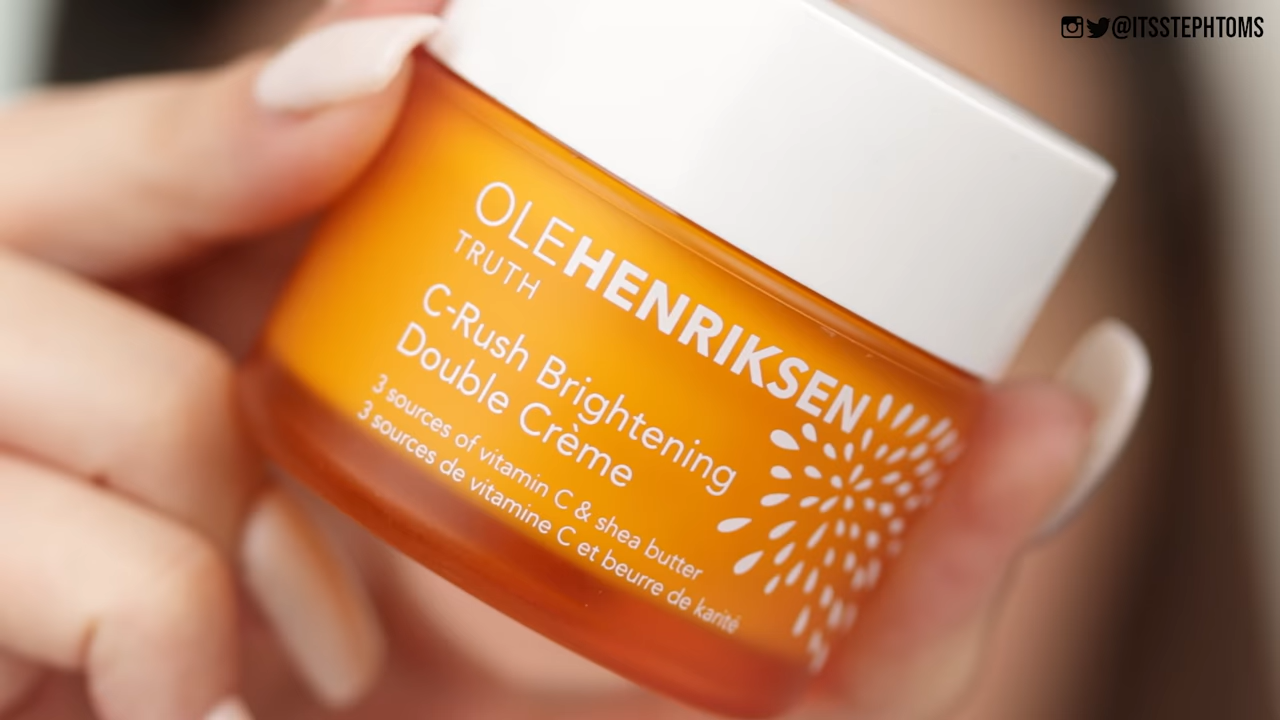 @ITSSTEPHTOMS
OLEHENRIKSEN
TRUTH
C-Rush Brightening
Double Crème
3 sources of vitamin C & shea butter
3 sources de vitamine C et beurre de karité